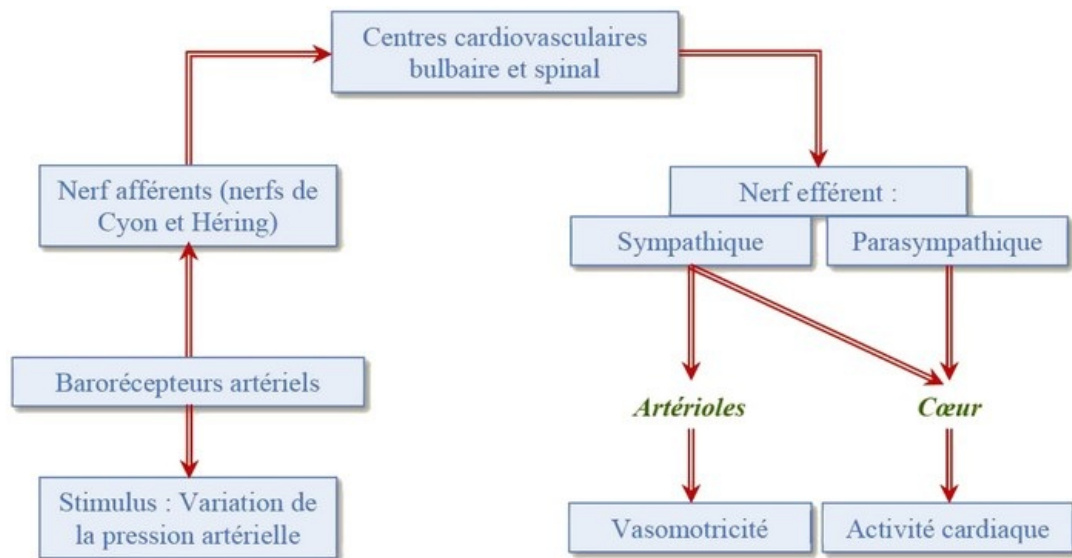 Centres cardiovasculaires
bulbaire et spinal
Nerf afférents (nerfs de
Cyon et Héring)
Nerf efférent :
Sympathique
Parasympathique
Barorécepteurs artériels
Artérioles
Cœur
Stimulus : Variation de
la pression artérielle
Vasomotricité
Activité cardiaque